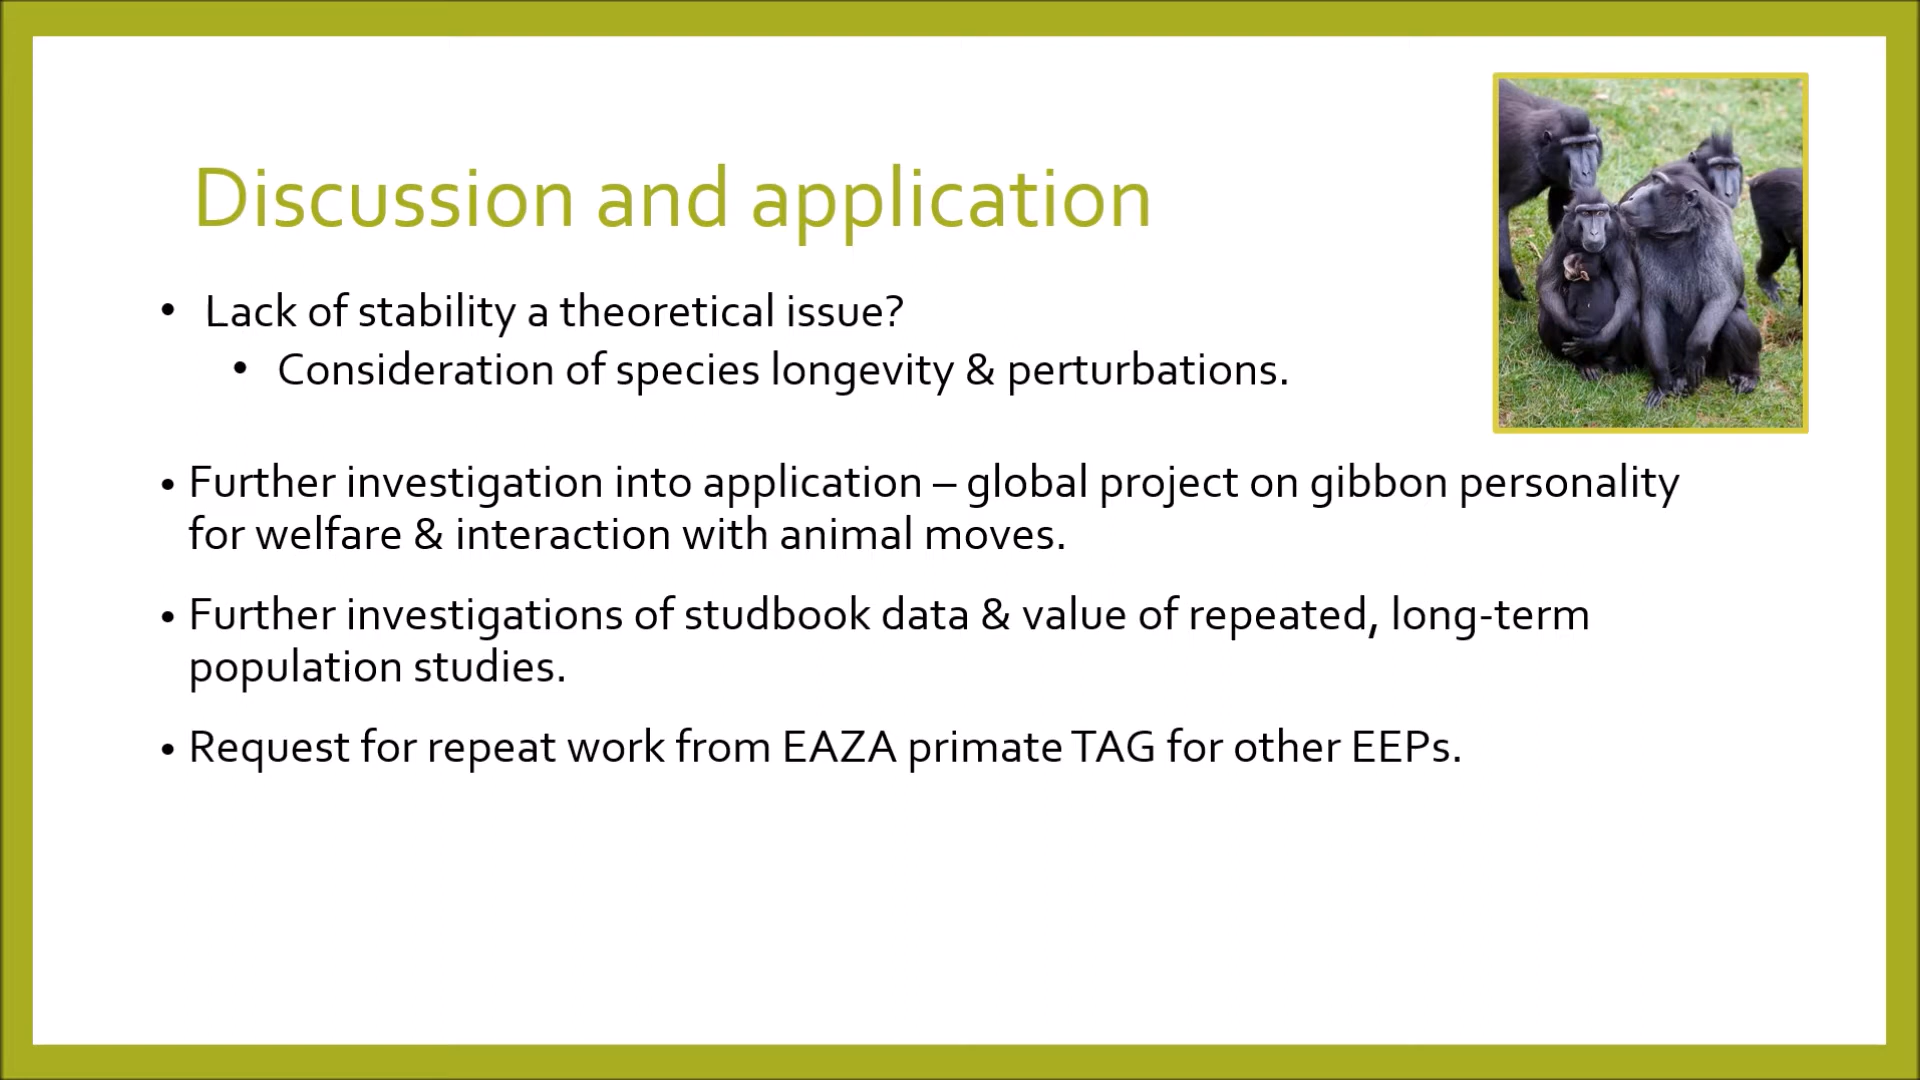 Discussion and application
• Lack of stability a theoretical issue?
• Consideration of species longevity & perturbations.
• Further investigation into application – global project on gibbon personality
for welfare & interaction with animal moves.
• Further investigations of studbook data & value of repeated, long-term
population studies.
• Request for repeat work from EAZA primate TAG for other EEPs.